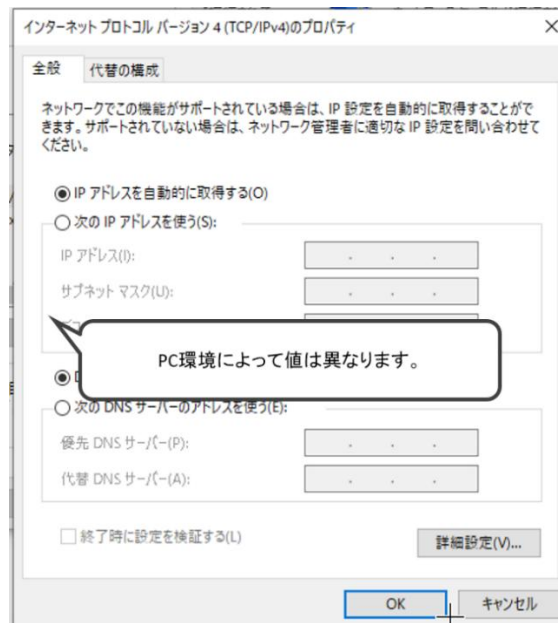 インターネット プロトコル バージョン 4 (TCP/IPv4)のプロパティ
全般
代替の構成
ネットワークでこの機能がサポートされている場合は、IP 設定を自動的に取得することがで
きます。サポートされていない場合は、ネットワーク管理者に適切な IP 設定を問い合わせて
ください。
IP アドレスを自動的に取得する(O)
次の IP アドレスを使う(S):
IP アドレス(I):
サブネット マスク(U):
PC環境によって値は異なります。
次の DNS サーバーのアドレスを使う(E):
優先 DNS サーバー(P):
代替 DNS サーバー(A):
終了時に設定を検証する(L)
詳細設定(V)...
OK
キャンセル